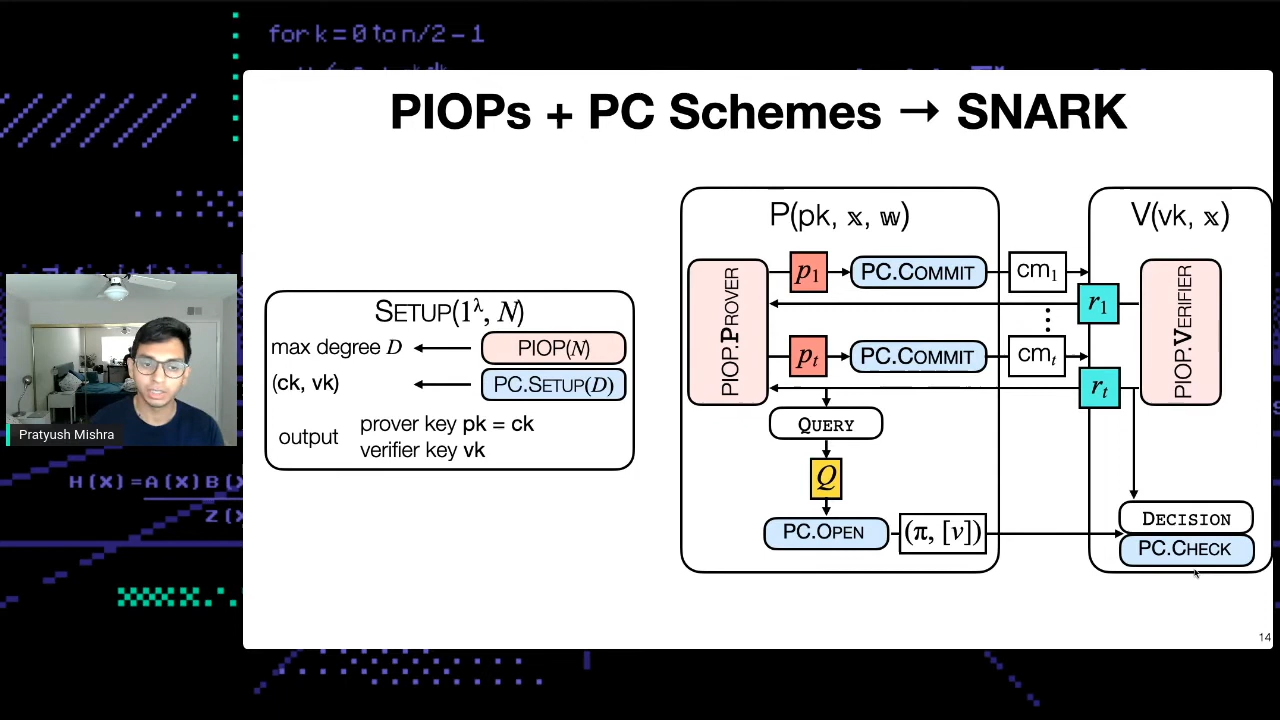 for k = 0 to n/2 - 1
PIOPs + PC Schemes → SNARK
SETUP(1^λ, N)
max degree D ← PIOP(N)
(ck, vk) ← PC.SETUP(D)
output prover key pk = ck
verifier key vk
P(pk, 𝕩, 𝕨)
V(vk, 𝕩)
PIOP.PROVER
p₁ PC.COMMIT cm₁
r₁
⋮
pₜ PC.COMMIT cmₜ
rₜ
PIOP.VERIFIER
QUERY
Q
PC.OPEN (π, [v])
DECISION
PC.CHECK
14
Pratyush Mishra
H(X) = A(X)B(X
Z(X